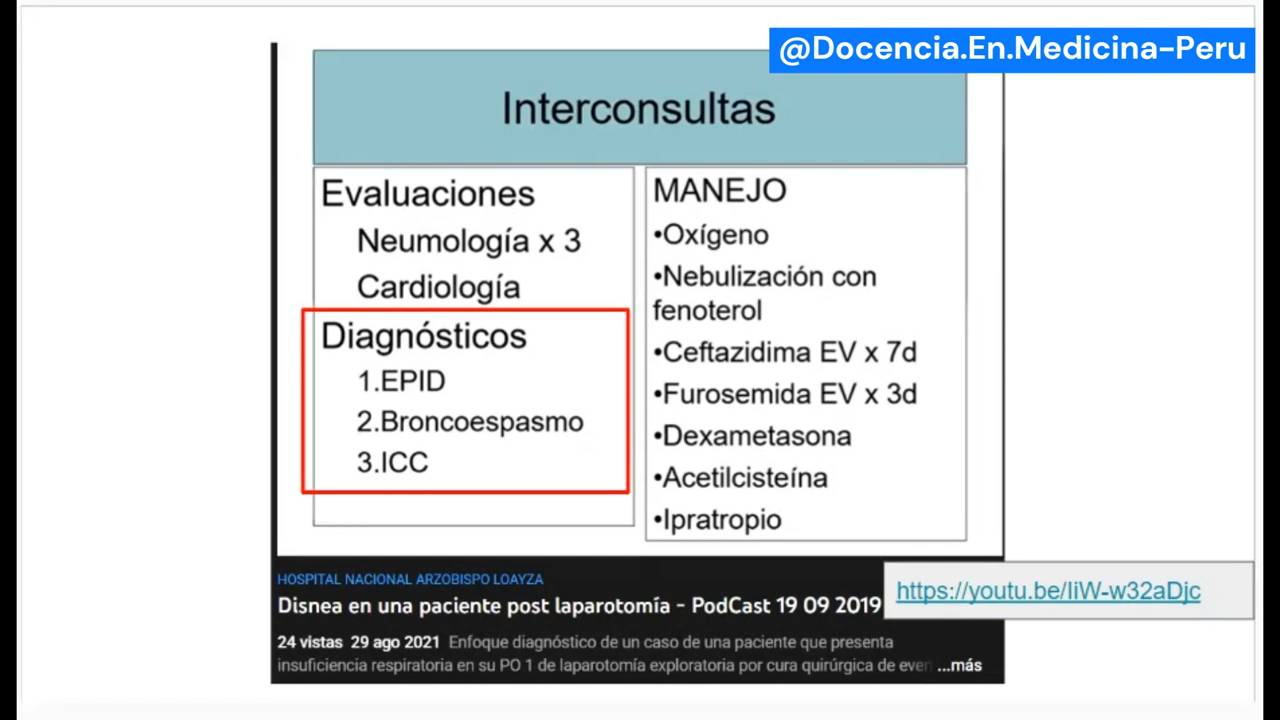 @Docencia.En.Medicina-Peru
Interconsultas
Evaluaciones
Neumología x 3
Cardiología
Diagnósticos
1.EPID
2.Broncoespasmo
3.ICC
MANEJO
•Oxígeno
•Nebulización con
fenoterol
•Ceftazidima EV x 7d
•Furosemida EV x 3d
•Dexametasona
•Acetilcisteína
•Ipratropio
HOSPITAL NACIONAL ARZOBISPO LOAYZA
Disnea en una paciente post laparotomía - PodCast 19 09 2019
https://youtu.be/IiW-w32aDjc
24 vistas 29 ago 2021 Enfoque diagnóstico de un caso de una paciente que presenta
insuficiencia respiratoria en su PO 1 de laparotomía exploratoria por cura quirúrgica de even ...más